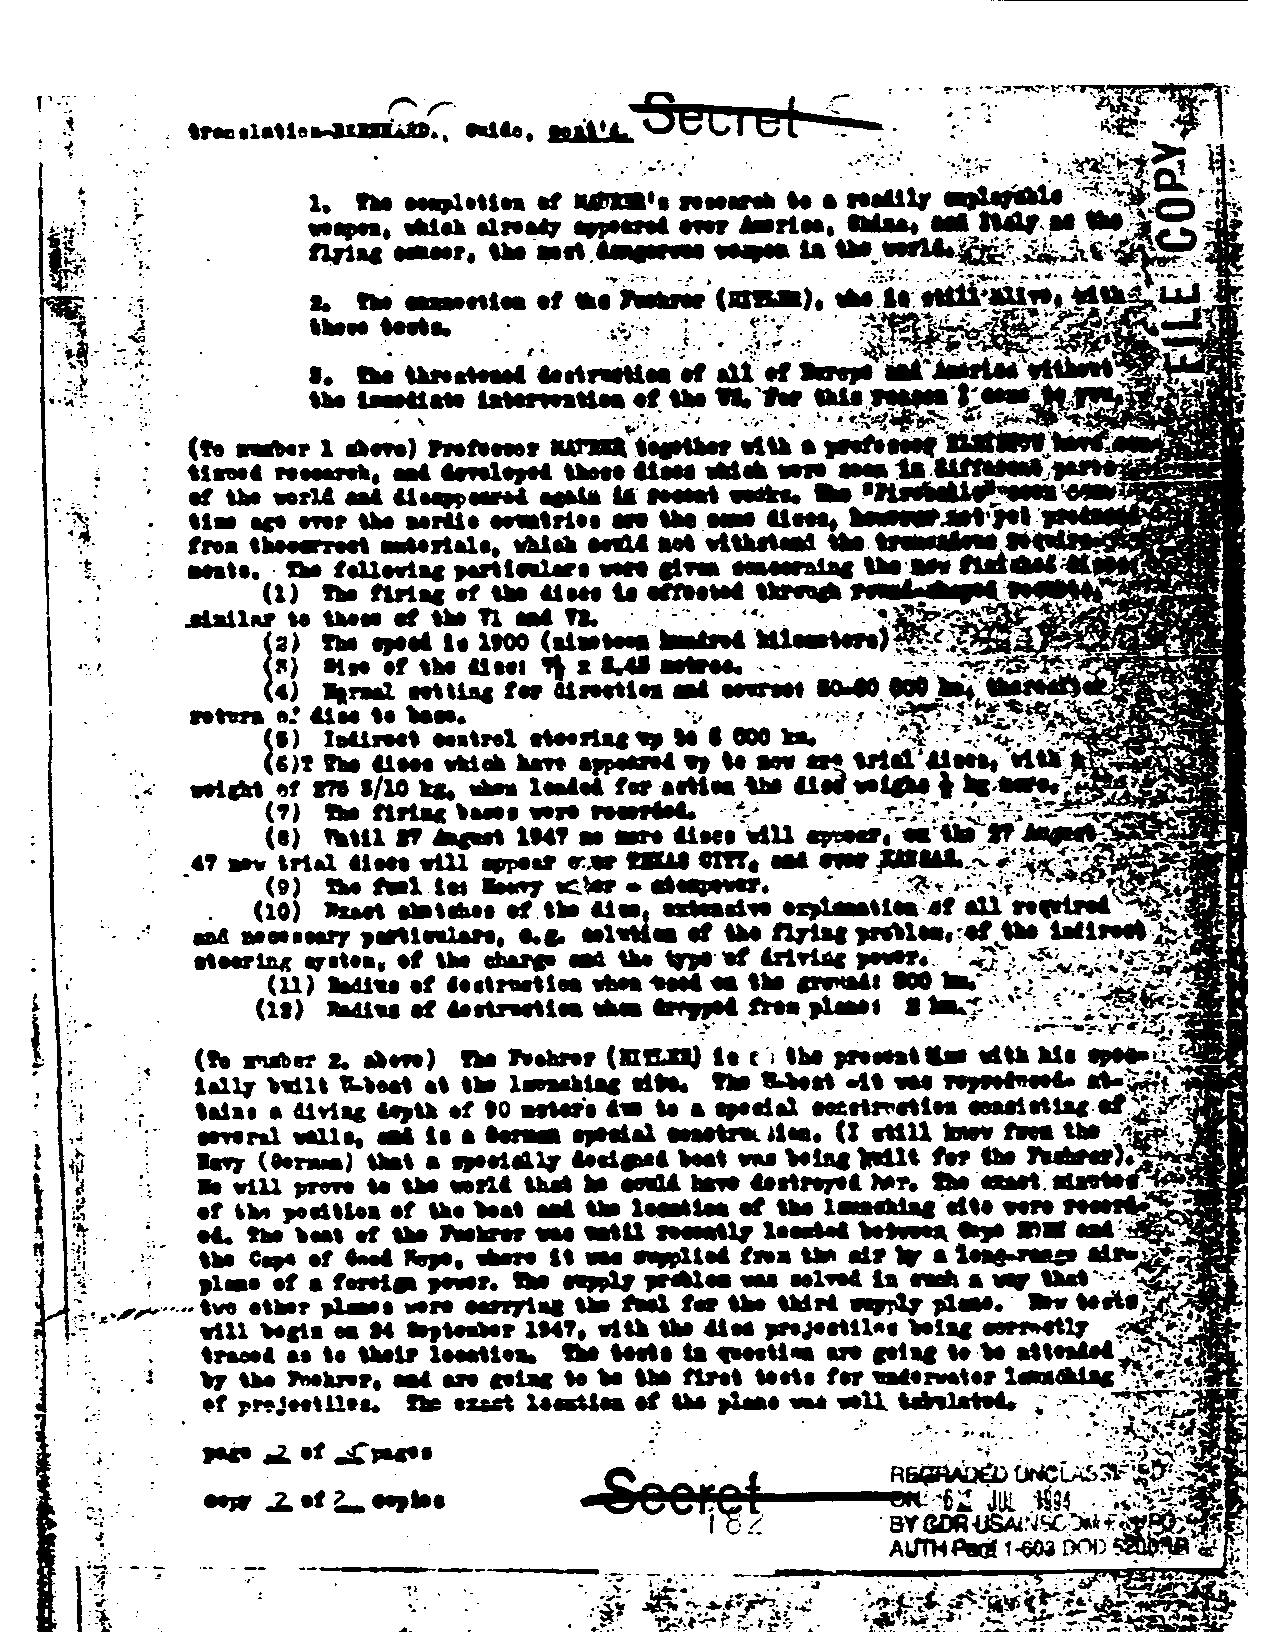 Translation-BERNHARD., Guido, cont'd. Secret
FILE COPY
1. The completion of MAURER's research to a readily employable
weapon, which already appeared over America, China, and Italy as the
flying saucer, the most dangerous weapon in the world.
2. The connection of the Fuehrer (HITLER), who is still alive, with
these tests.
3. The threatened destruction of all of Europe and America without
the immediate intervention of the US. For this reason I come to you.
(To number 1 above) Professor MAURER together with a professor have con-
tinued research, and developed those discs which were seen in different parts
of the world and disappeared again in recent weeks. The "Fireballs" seen some
time ago over the nordic countries are the same discs, however not yet produced
from thecorrect materials, which could not withstand the tremendous require-
ments. The following particulars were given concerning the new finished discs:
(1) The firing of the discs is effected through round-shaped rockets,
similar to those of the V1 and V2.
(2) The speed is 1900 (nineteen hundred kilometers)
(3) Size of the disc: x 5.45 metres.
(4) Normal setting for direction and course: km, thereafter
return of disc to base.
(5) Indirect control steering up to 6 000 km.
(6)? The discs which have appeared up to now are trial discs, with a
weight of 275 kg, when loaded for action the disc weighs ½ kg more.
(7) The firing bases were recorded.
(8) Until 27 August 1947 no more discs will appear, on the 27 August
47 new trial discs will appear over TEXAS CITY, and over KANSAS.
(9) The fuel is: Heavy water - atompower.
(10) Exact sketches of the disc, extensive explanation of all required
and necessary particulars, e.g. solution of the flying problem, of the indirect
steering system, of the charge and the type of driving power.
(11) Radius of destruction when used on the ground: 300 km.
(12) Radius of destruction when dropped from plane: 2 km.
(To number 2. above) The Fuehrer (HITLER) is at the present time with his spec-
ially built U-boat at the launching site. The U-boat -it was reproduced- at-
tains a diving depth of 90 meters due to a special construction consisting of
several walls, and is a German special construction. (I still know from the
Navy (German) that a specially designed boat was being built for the Fuehrer).
He will prove to the world that he could have destroyed her. The exact minutes
of the position of the boat and the location of the launching site were record-
ed. The boat of the Fuehrer was until recently located between Cape HORN and
the Cape of Good Hope, where it was supplied from the air by a long-range air-
plane of a foreign power. The supply problem was solved in such a way that
two other planes were carrying the fuel for the third supply plane. New tests
will begin on 24 September 1947, with the disc projectiles being correctly
traced as to their location. The tests in question are going to be attended
by the Fuehrer, and are going to be the first tests for underwater launching
of projectiles. The exact location of the plane was well tabulated.
page 2 of 5 pages
copy 2 of 2 copies
Secret
182
REGRADED UNCLASSIFIED
ON JUL 1994
BY CDR USAINSCOM FOI/PO
AUTH Para 1-603 DOD 5200.1R